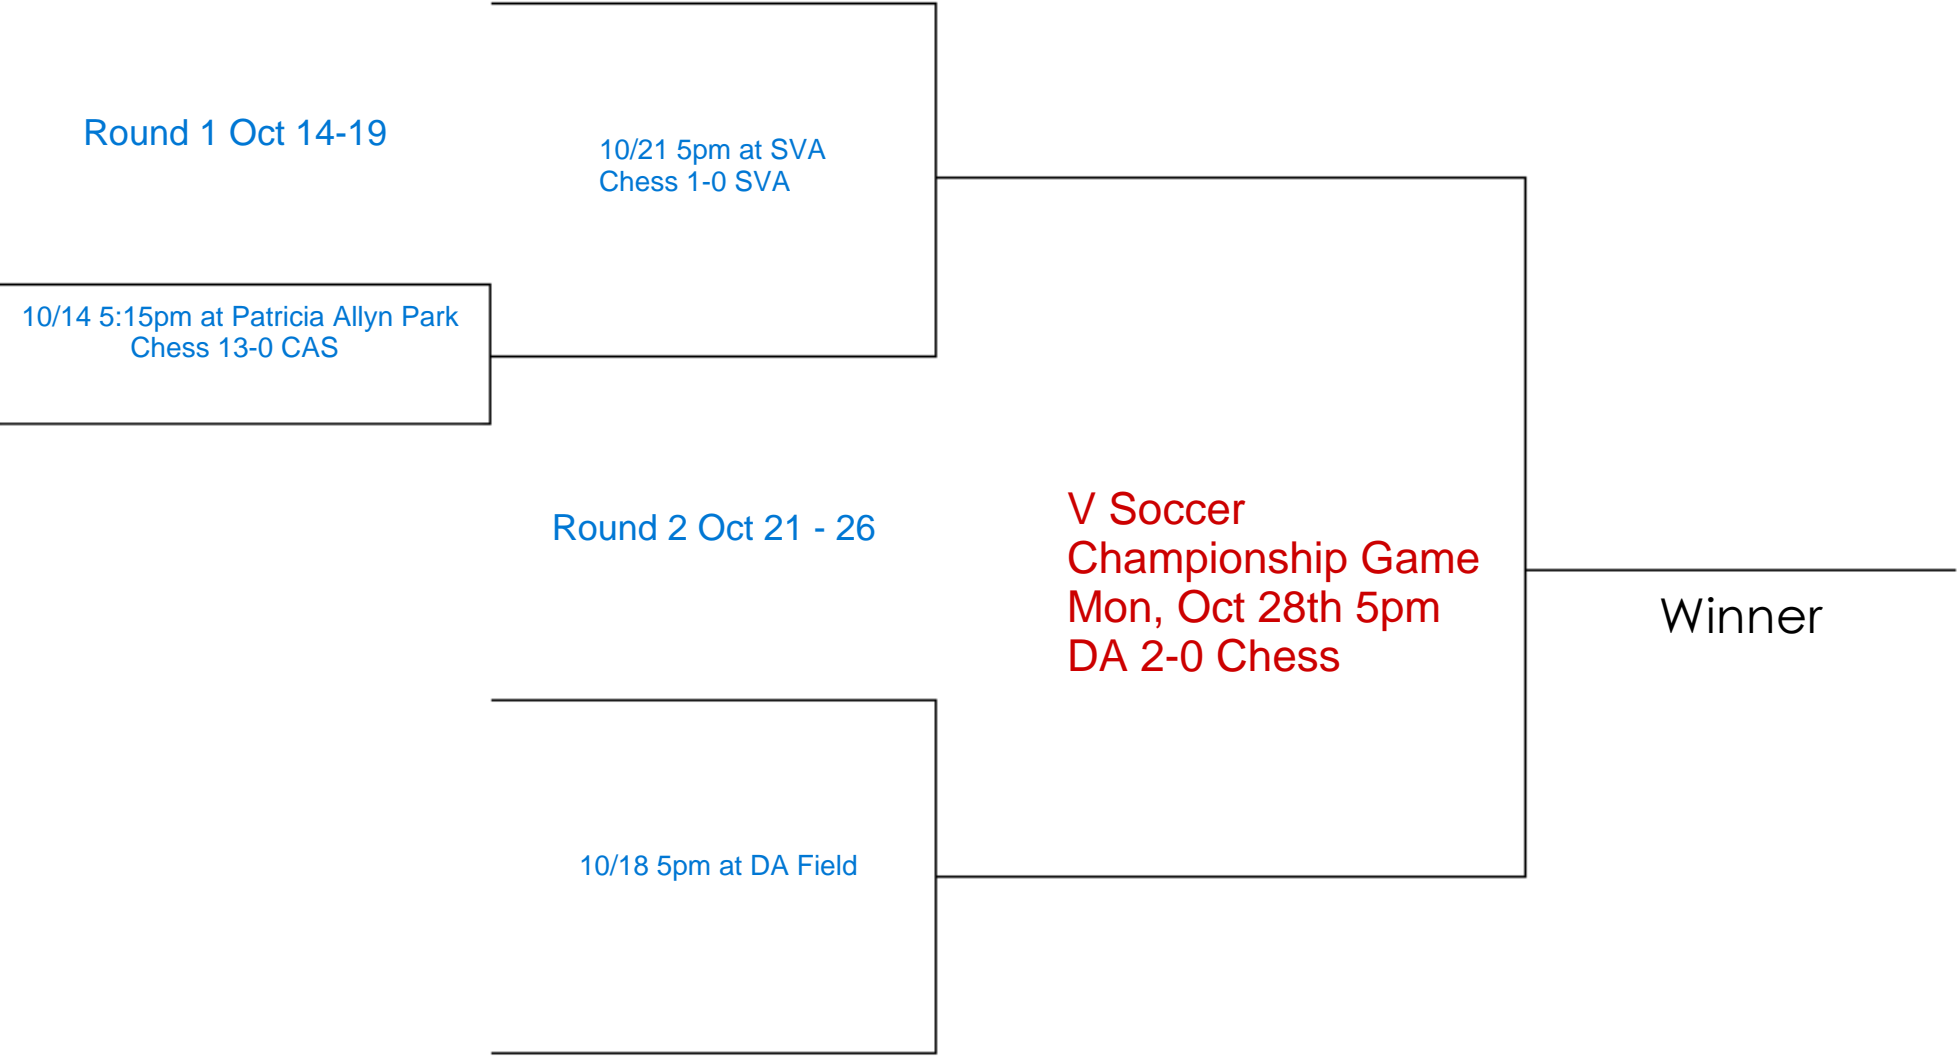 Round 1 Oct 14-19
10/21 5pm at SVA
Chess 1-0 SVA
10/14 5:15pm at Patricia Allyn Park
Chess 13-0 CAS
Round 2 Oct 21 - 26
V Soccer
Championship Game
Mon, Oct 28th 5pm
DA 2-0 Chess
Winner
10/18 5pm at DA Field